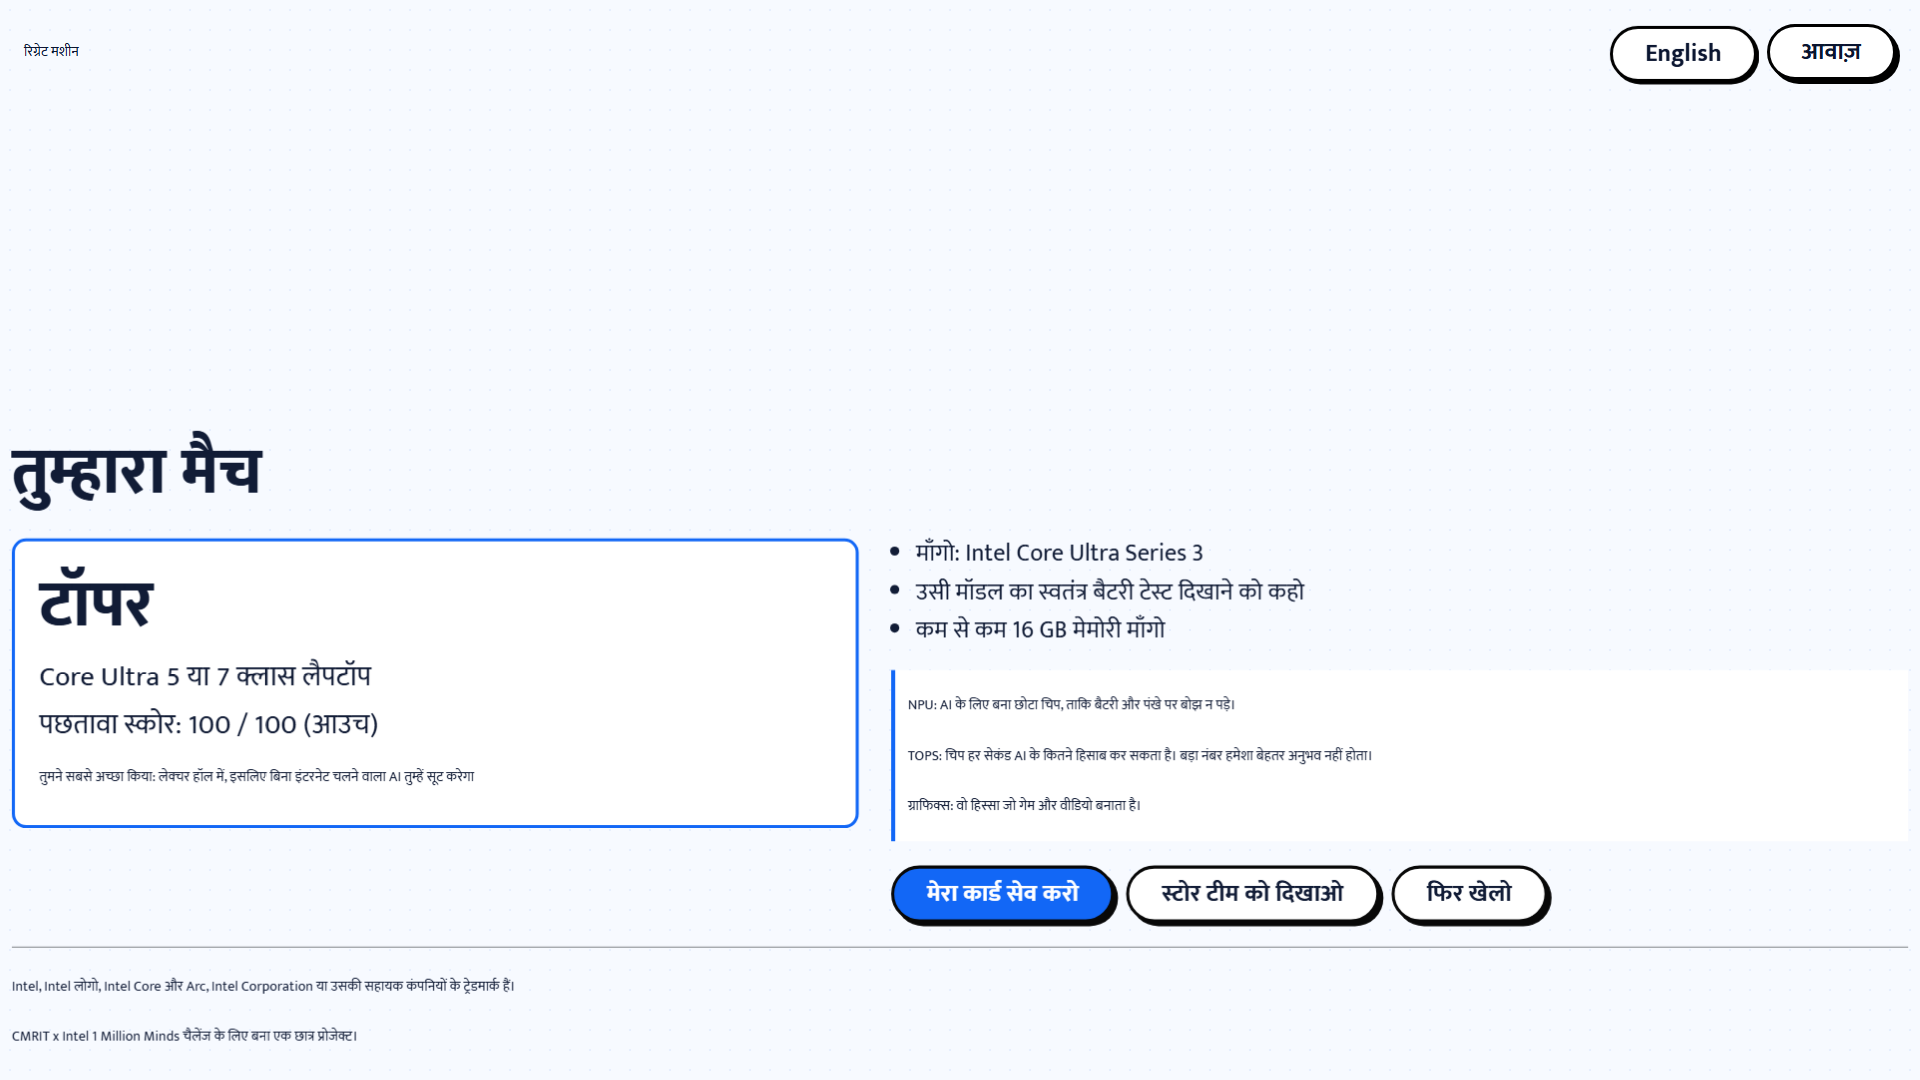 रिग्रेट मशीन
English
आवाज़
तुम्हारा मैच
टॉपर
Core Ultra 5 या 7 क्लास लैपटॉप
पछतावा स्कोर: 100 / 100 (आउच)
तुमने सबसे अच्छा किया: लेक्चर हॉल में, इसलिए बिना इंटरनेट चलने वाला AI तुम्हें सूट करेगा
माँगो: Intel Core Ultra Series 3
उसी मॉडल का स्वतंत्र बैटरी टेस्ट दिखाने को कहो
कम से कम 16 GB मेमोरी माँगो
NPU: AI के लिए बना छोटा चिप, ताकि बैटरी और पंखे पर बोझ न पड़े।
TOPS: चिप हर सेकंड AI के कितने हिसाब कर सकता है। बड़ा नंबर हमेशा बेहतर अनुभव नहीं होता।
ग्राफिक्स: वो हिस्सा जो गेम और वीडियो बनाता है।
मेरा कार्ड सेव करो
स्टोर टीम को दिखाओ
फिर खेलो
Intel, Intel लोगो, Intel Core और Arc, Intel Corporation या उसकी सहायक कंपनियों के ट्रेडमार्क हैं।
CMRIT x Intel 1 Million Minds चैलेंज के लिए बना एक छात्र प्रोजेक्ट।